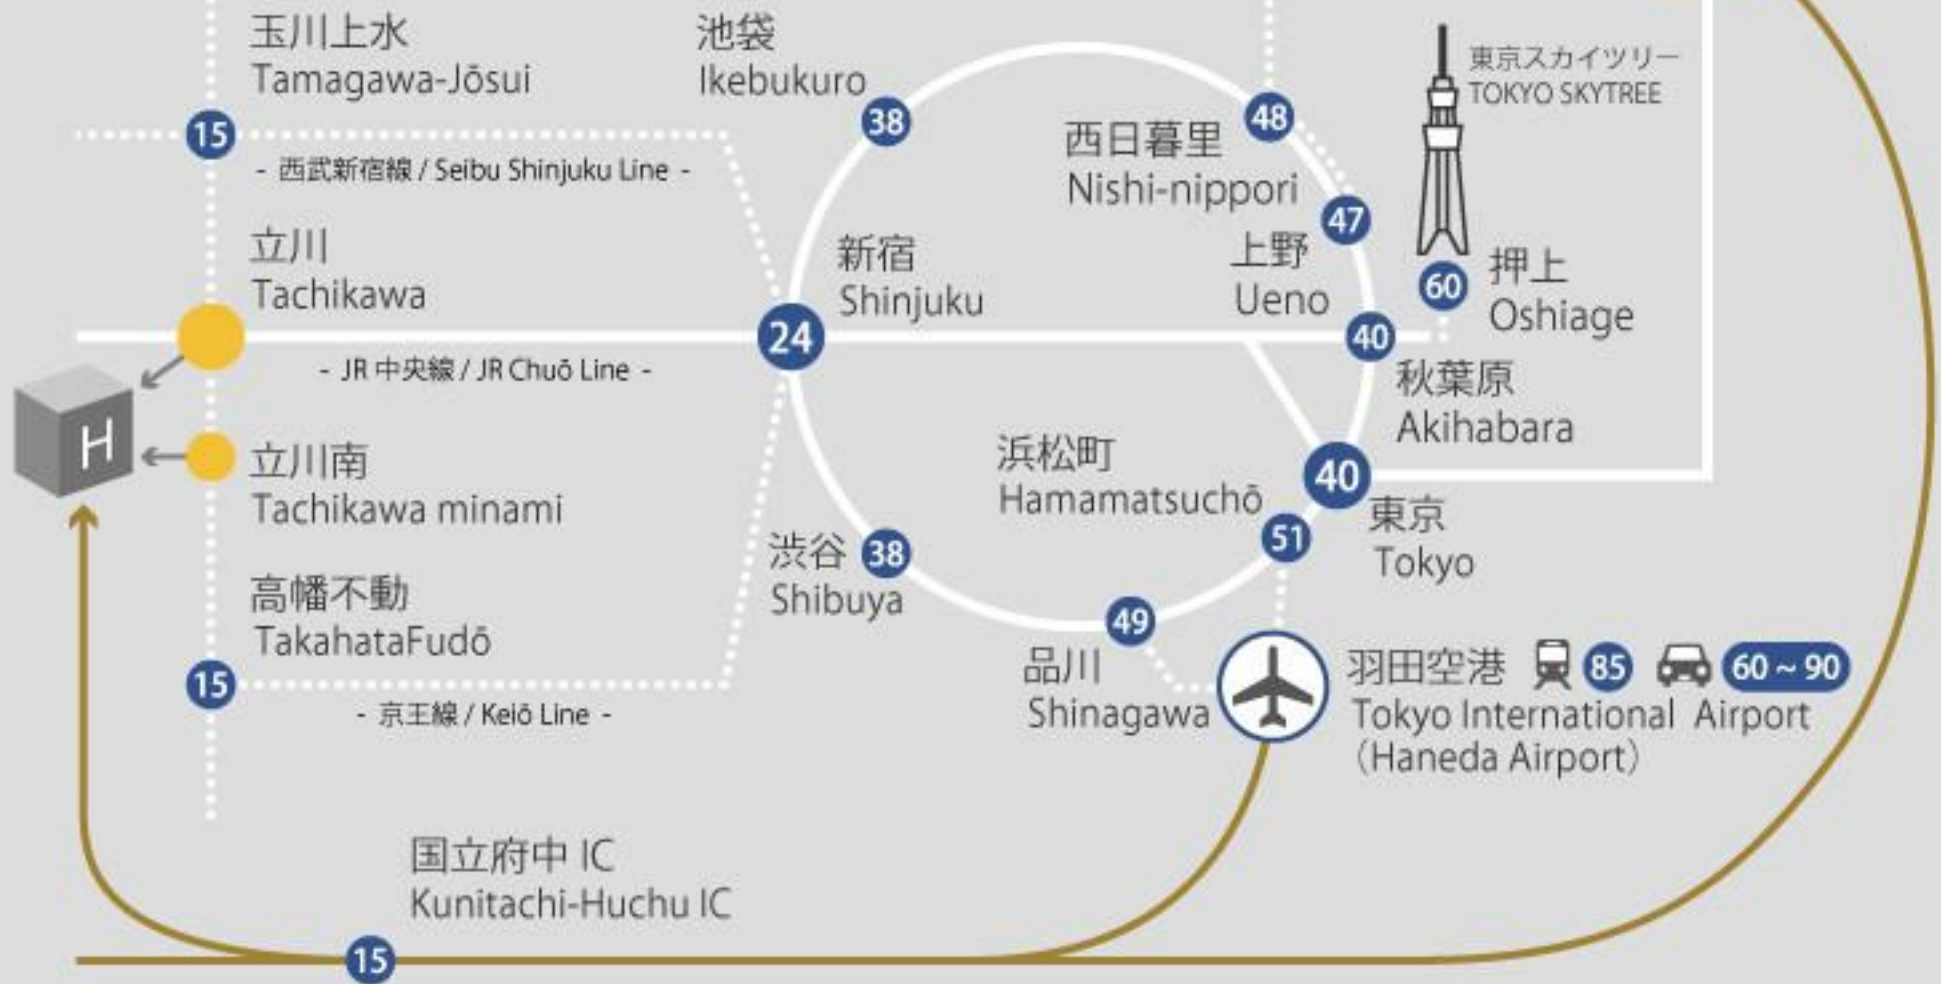 玉川上水
Tamagawa-Jōsui
15
- 西武新宿線 / Seibu Shinjuku Line -
池袋
Ikebukuro
38
西日暮里
Nishi-nippori
48
東京スカイツリー
TOKYO SKYTREE
47
上野
Ueno
60
押上
Oshiage
立川
Tachikawa
新宿
Shinjuku
24
- JR 中央線 / JR Chuō Line -
40
秋葉原
Akihabara
H
立川南
Tachikawa minami
浜松町
Hamamatsuchō
40
東京
Tokyo
51
渋谷
Shibuya
38
49
品川
Shinagawa
高幡不動
TakahataFudō
15
- 京王線 / Keiō Line -
羽田空港 85 60 ~ 90
Tokyo International Airport
（Haneda Airport）
国立府中 IC
Kunitachi-Huchu IC
15